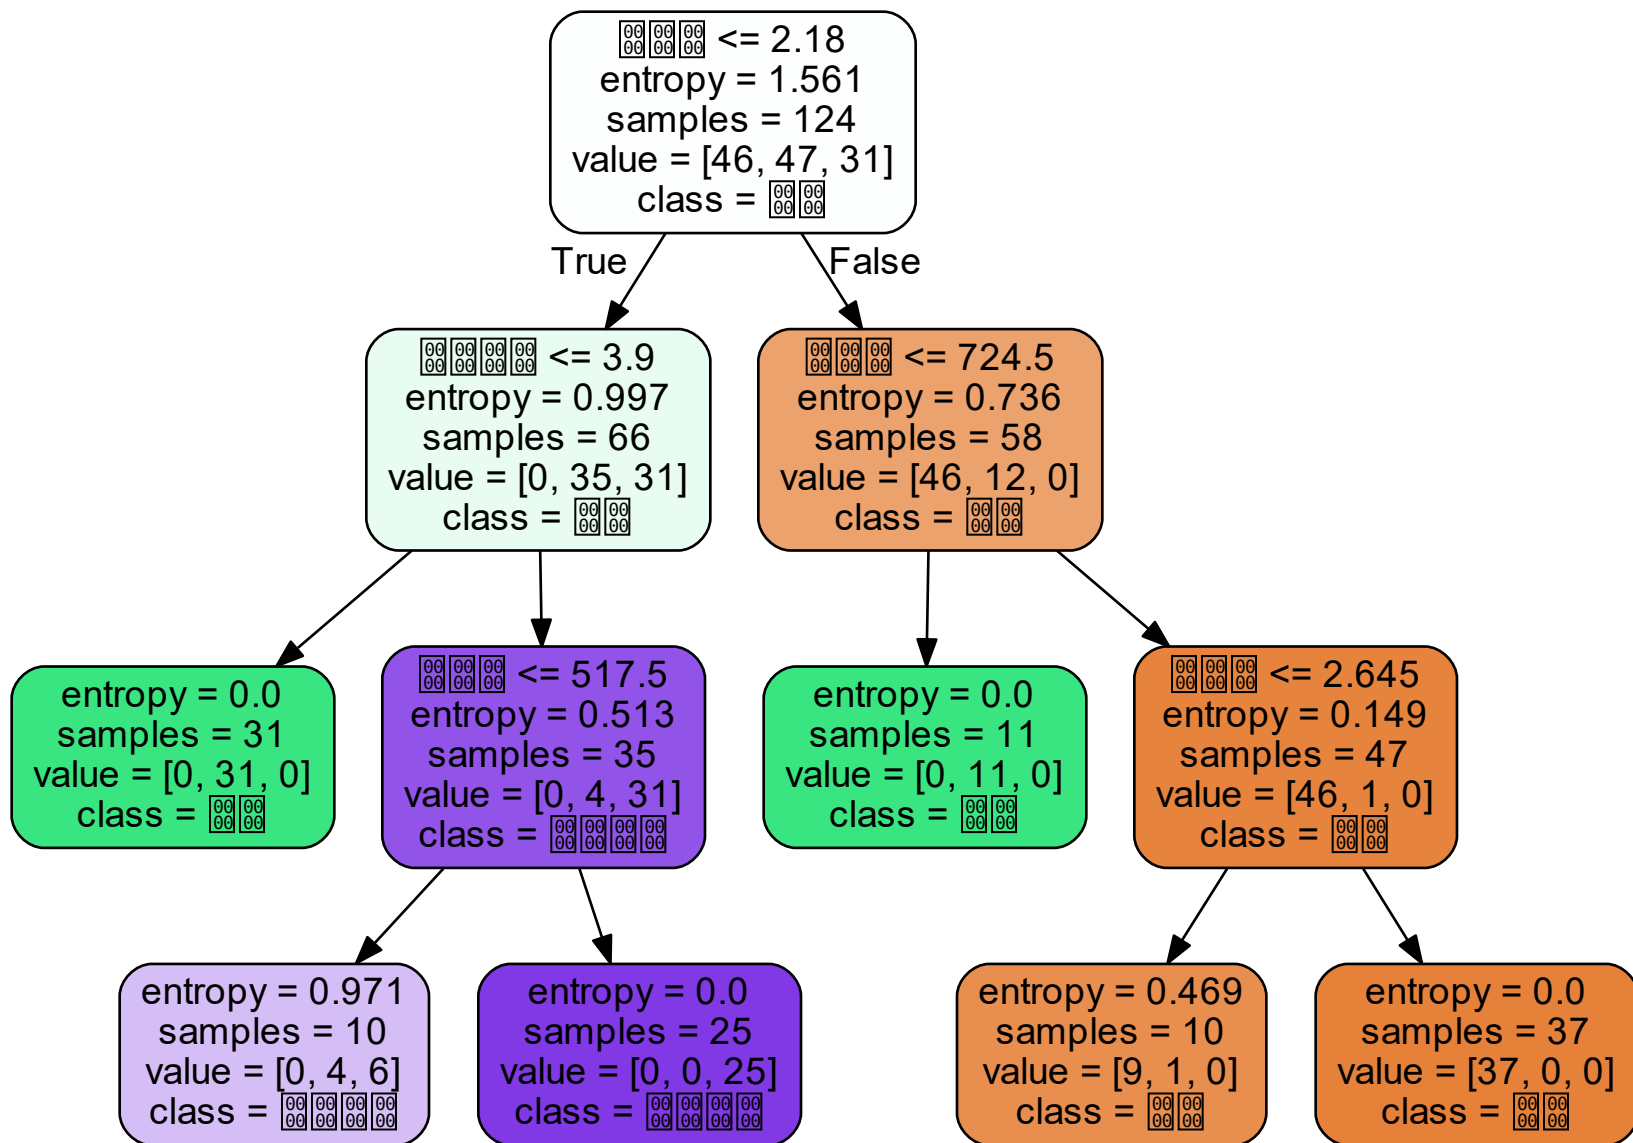 <= 2.18
entropy = 1.561
samples = 124
value = [46, 47, 31]
class =
True
False
<= 3.9
entropy = 0.997
samples = 66
value = [0, 35, 31]
class =
<= 724.5
entropy = 0.736
samples = 58
value = [46, 12, 0]
class =
entropy = 0.0
samples = 31
value = [0, 31, 0]
class =
<= 517.5
entropy = 0.513
samples = 35
value = [0, 4, 31]
class =
entropy = 0.0
samples = 11
value = [0, 11, 0]
class =
<= 2.645
entropy = 0.149
samples = 47
value = [46, 1, 0]
class =
entropy = 0.971
samples = 10
value = [0, 4, 6]
class =
entropy = 0.0
samples = 25
value = [0, 0, 25]
class =
entropy = 0.469
samples = 10
value = [9, 1, 0]
class =
entropy = 0.0
samples = 37
value = [37, 0, 0]
class =